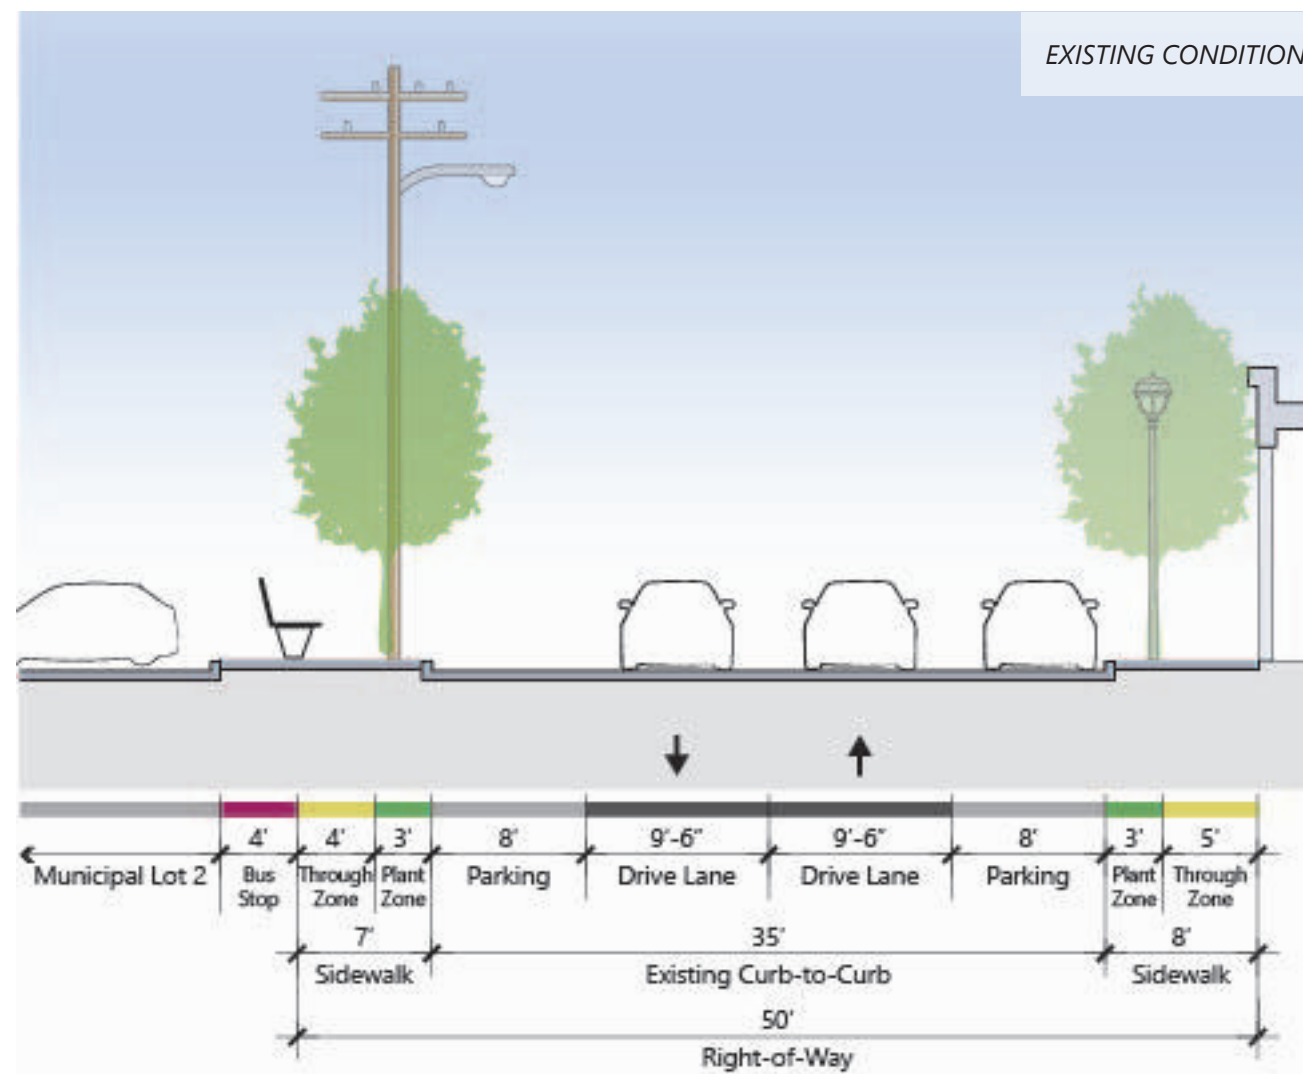 EXISTING CONDITION
4' 4' 3' 8' 9'-6" 9'-6" 8' 3' 5'
Municipal Lot 2 Bus Through Plant Parking Drive Lane Drive Lane Parking Plant Through
Stop Zone Zone Zone Zone
7' 35' 8'
Sidewalk Existing Curb-to-Curb Sidewalk
50'
Right-of-Way